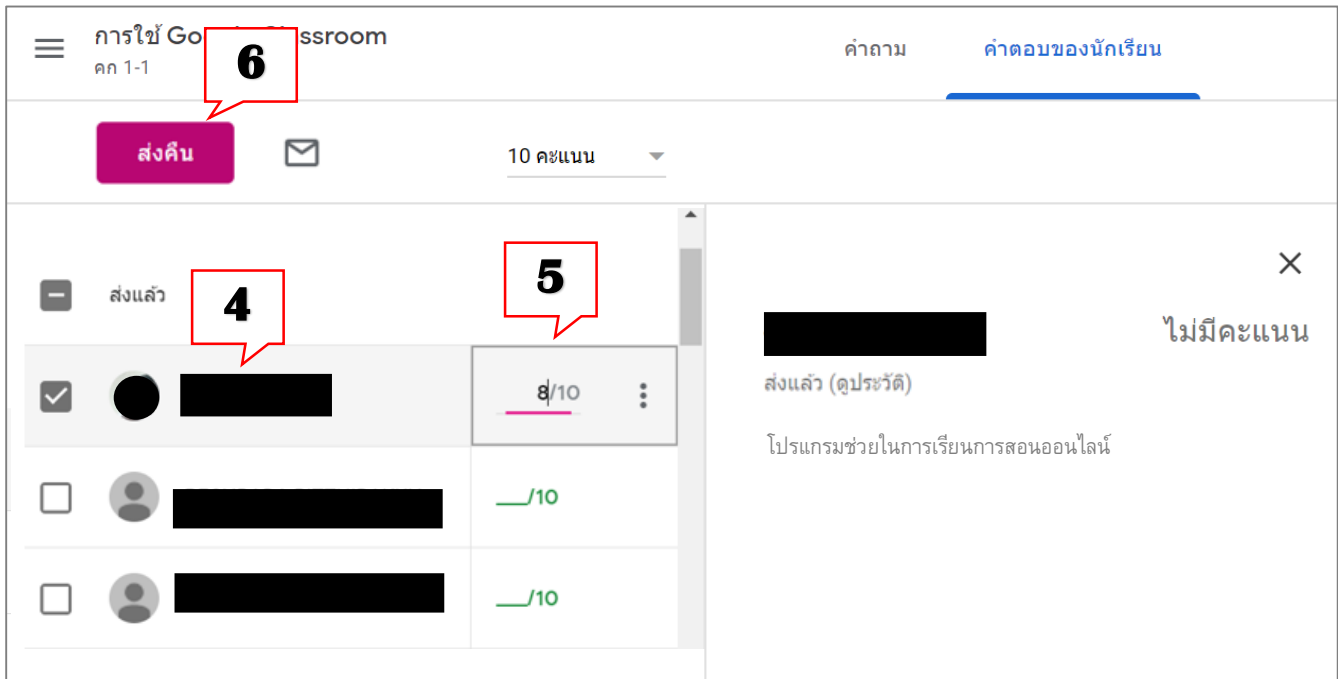 การใช้ Go ssroom
คก 1-1
6
คำถาม
คำตอบของนักเรียน
ส่งคืน
10 คะแนน
ส่งแล้ว
4
5
8/10
__/10
__/10
ไม่มีคะแนน
ส่งแล้ว (ดูประวัติ)
โปรแกรมช่วยในการเรียนการสอนออนไลน์